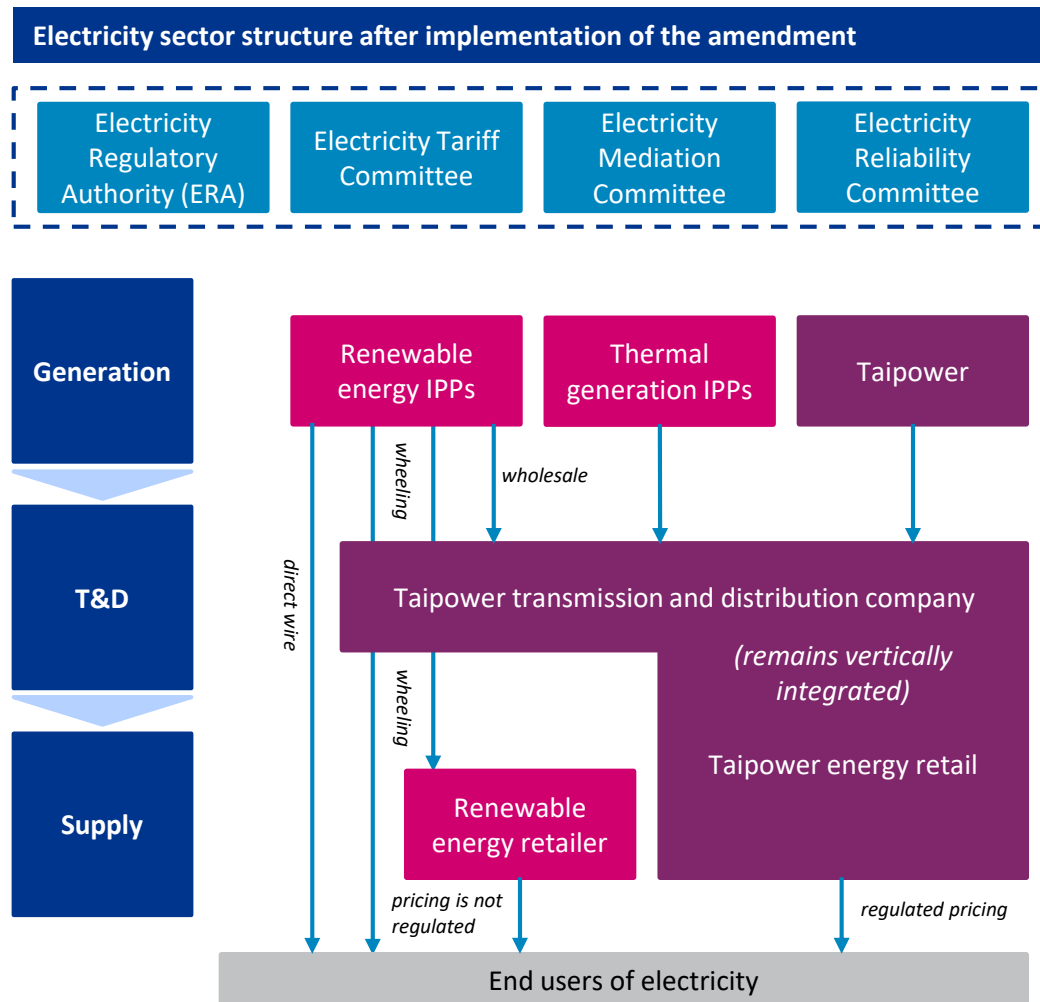 Electricity sector structure after implementation of the amendment
Electricity
Regulatory
Authority (ERA)
Electricity Tariff
Committee
Electricity
Mediation
Committee
Electricity
Reliability
Committee
Generation
Renewable
energy IPPs
Thermal
generation IPPs
Taipower
wheeling
wholesale
direct wire
T&D
Taipower transmission and distribution company
(remains vertically
integrated)
wheeling
Taipower energy retail
Supply
Renewable
energy retailer
pricing is not
regulated
regulated pricing
End users of electricity